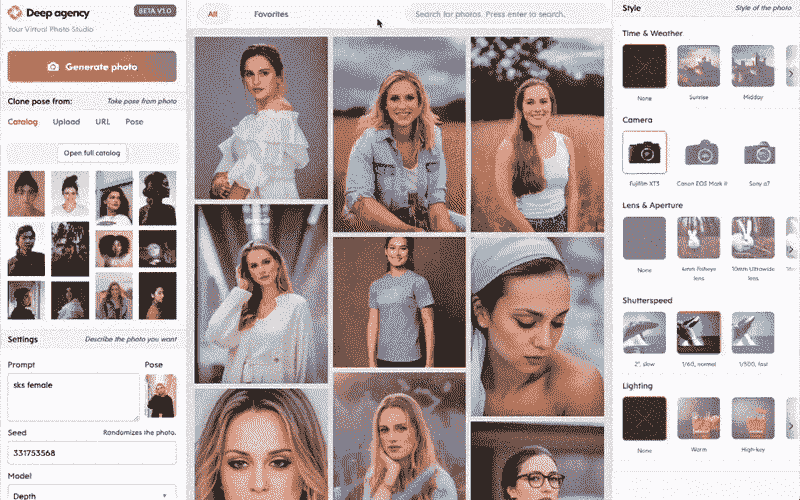 Deep agency
BETA V1.0
Your Virtual Photo Studio
Generate photo
Clone pose from:
Take pose from photo
Catalog
Upload
URL
Pose
Open full catalog
Settings
Describe the photo you want
Prompt
Pose
sks female
Seed
Randomizes the photo.
331753568
Model
Depth
All
Favorites
Search for photos. Press enter to search.
Style
Style of the photo
Time & Weather
None
Sunrise
Midday
Camera
Fujifilm XT3
Canon EOS Mark II
Sony a7
Lens & Aperture
None
4mm Fisheye
lens
10mm Ultrawide
lens
Shutterspeed
2", slow
1/60, normal
1/500, fast
Lighting
None
Warm
High-key